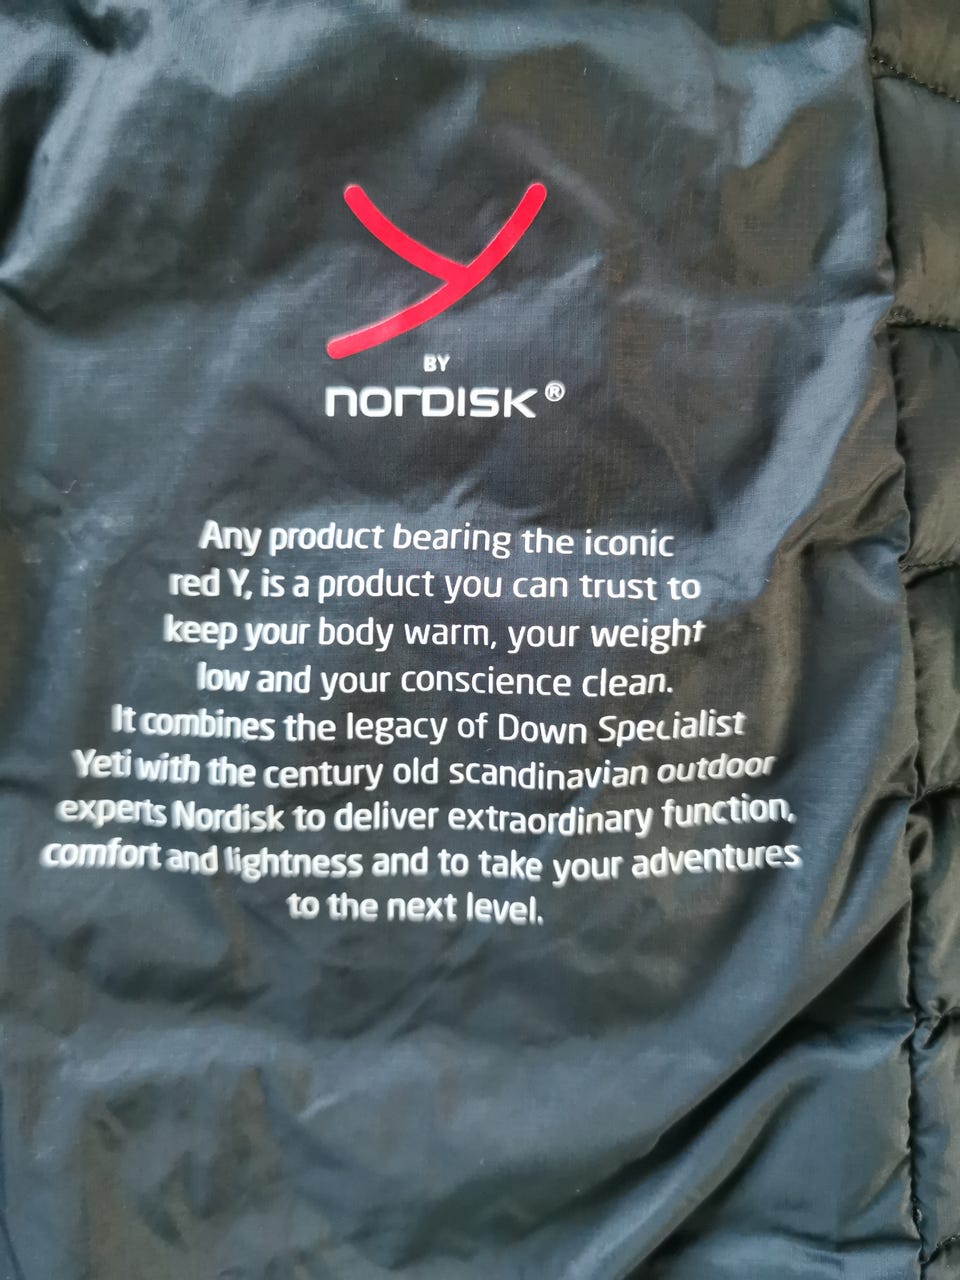 Y
BY
NORDISK®
Any product bearing the iconic
red Y, is a product you can trust to
keep your body warm, your weight
low and your conscience clean.
It combines the legacy of Down Specialist
Yeti with the century old scandinavian outdoor
experts Nordisk to deliver extraordinary function,
comfort and lightness and to take your adventures
to the next level.